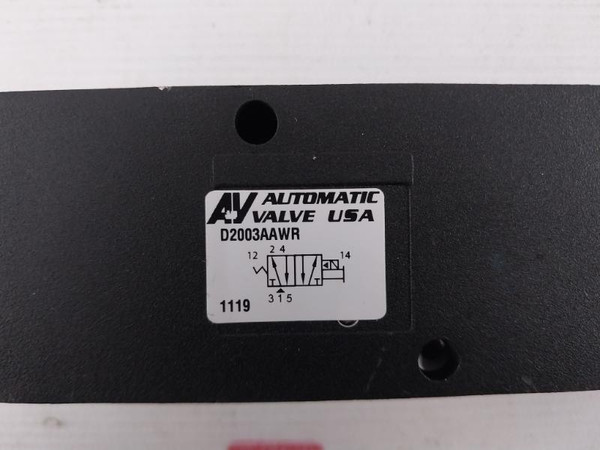 AV AUTOMATIC
VALVE USA
D2003AAWR
2 4
12 14
3 1 5
1119